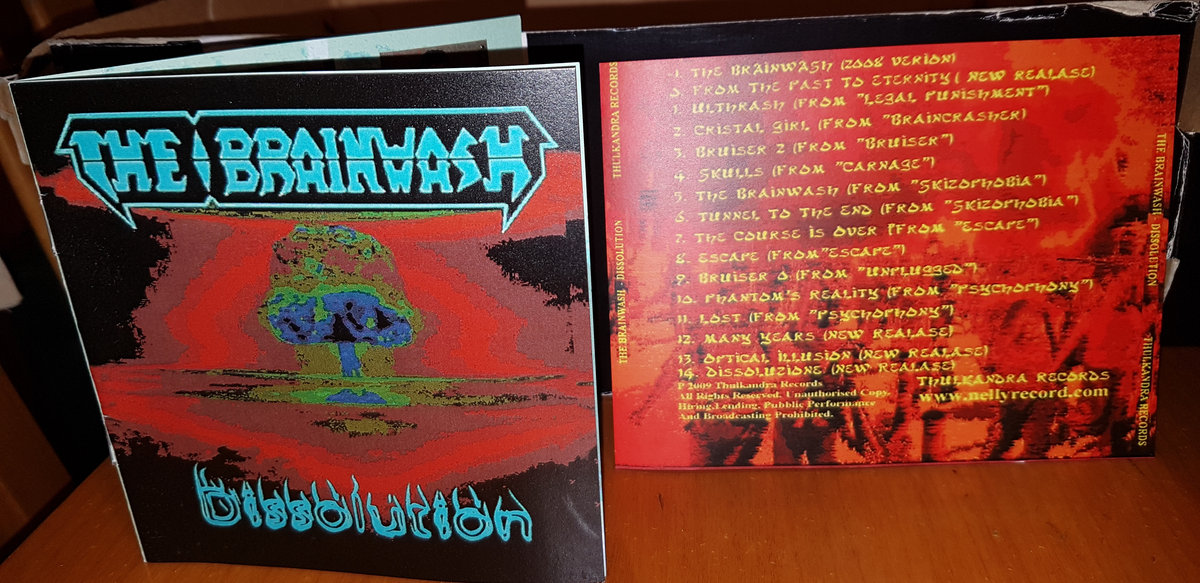 THE BRAINWASH
Dissolution
THULKANDRA RECORDS
THE BRAINWASH - DISSOLUTION
-1. THE BRAINWASH (2008 VERION)
0. FROM THE PAST TO ETERNITY ( NEW REALASE)
1. ULTHRASH (FROM "LEGAL PUNISHMENT")
2. CRISTAL GIRL (FROM "BRAINCRASHER)
3. BRUISER 2 (FROM "BRUISER")
4. SKULLS (FROM "CARNAGE")
5. THE BRAINWASH (FROM "SKIZOPHOBIA")
6. TUNNEL TO THE END (FROM "SKIZOPHOBIA")
7. THE COURSE IS OVER (FROM "ESCAPE")
8. ESCAPE (FROM"ESCAPE")
9. BRUISER 0 (FROM "UNPLUGGED")
10. PHANTOM'S REALITY (FROM "PSYCHOPHONY")
11. LOST (FROM "PSYCHOPHONY")
12. MANY YEARS (NEW REALASE)
13. OPTICAL ILLUSION (NEW REALASE)
14. DISSOLUZIONE (NEW REALASE)
P 2009 Thulkandra Records
All Rights Reserved. Unauthorised Copy,
Hiring,Lending, Pubblic Performance
And Broadcasting Prohibited.
THULKANDRA RECORDS
www.nellyrecord.com
THE BRAINWASH - DISSOLUTION
THULKANDRA RECORDS